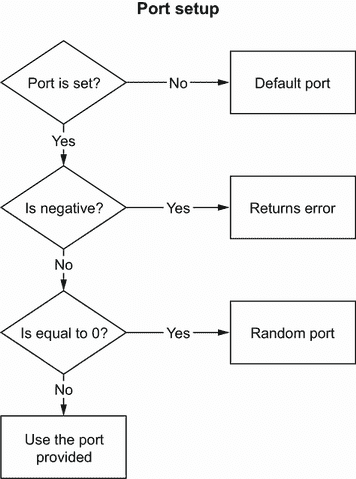 Port setup
Port is set?
No
Default port
Yes
Is negative?
Yes
Returns error
No
Is equal to 0?
Yes
Random port
No
Use the port
provided